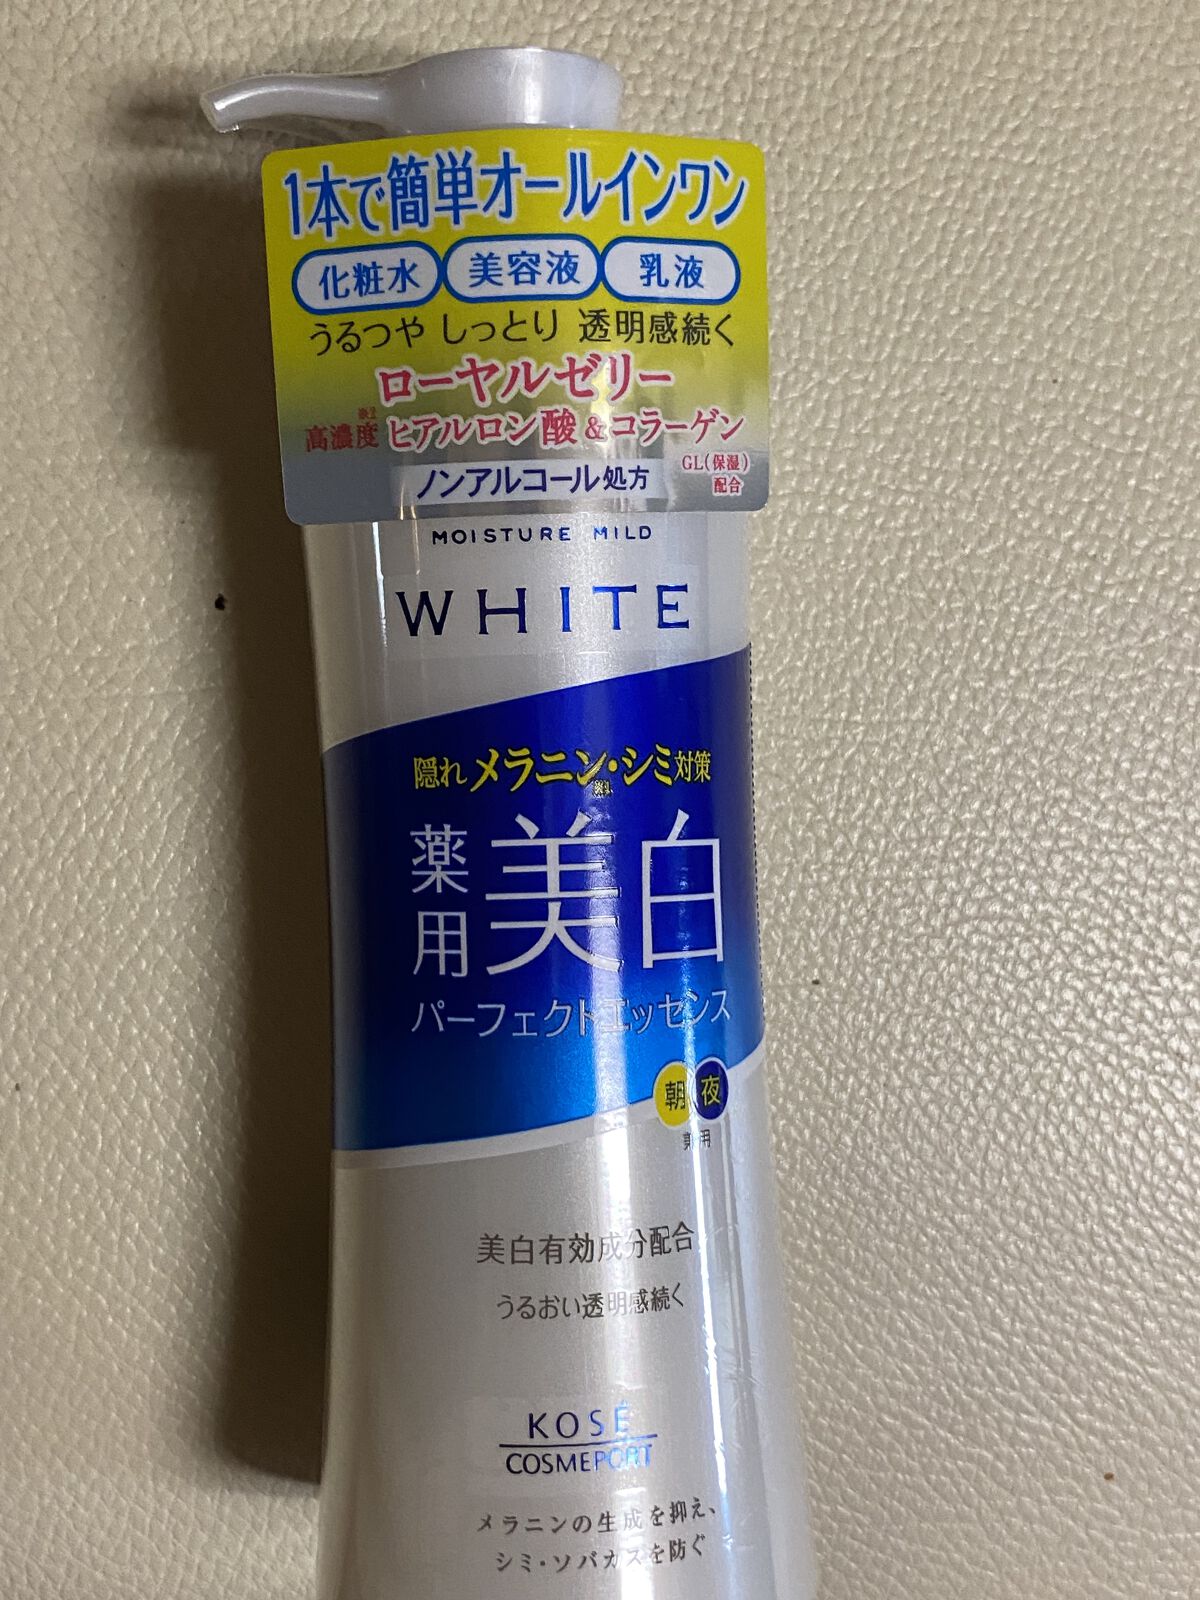 1本で簡単オールインワン
化粧水 美容液 乳液
うるつや しっとり 透明感続く
ローヤルゼリー
※2
高濃度 ヒアルロン酸&コラーゲン
GL(保湿)
配合
ノンアルコール処方
MOISTURE MILD
WHITE
隠れメラニン・シミ対策
※1
薬用 美白
パーフェクトエッセンス
朝 夜
兼用
美白有効成分配合
うるおい透明感続く
KOSÉ
COSMEPORT
メラニンの生成を抑え、
シミ・ソバカスを防ぐ